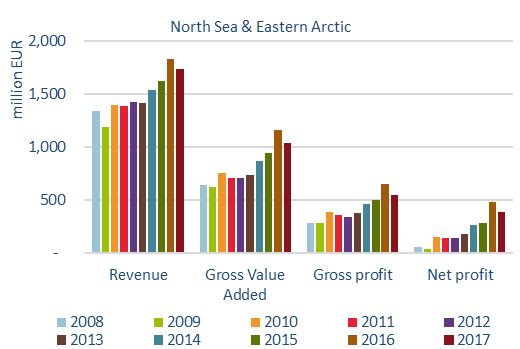 North Sea & Eastern Arctic
million EUR
2,000
1,500
1,000
500
-
Revenue Gross Value Added Gross profit Net profit
2008 2009 2010 2011 2012
2013 2014 2015 2016 2017